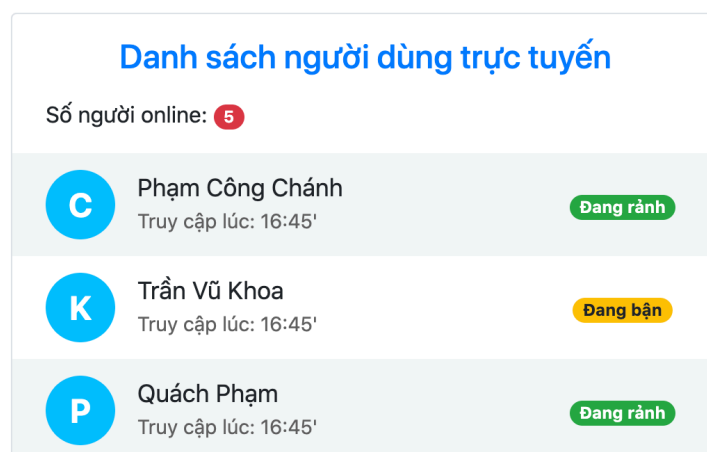 Danh sách người dùng trực tuyến
Số người online: 5
C
Phạm Công Chánh
Truy cập lúc: 16:45'
Đang rảnh
K
Trần Vũ Khoa
Truy cập lúc: 16:45'
Đang bận
P
Quách Phạm
Truy cập lúc: 16:45'
Đang rảnh